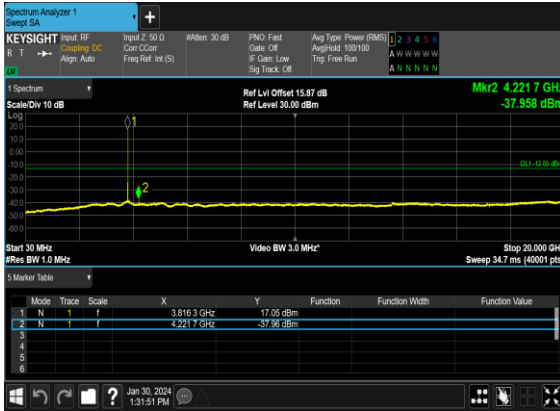 Spectrum Analyzer 1
Swept SA
+
KEYSIGHT Input: RF Input Z: 50 Ω #Atten: 30 dB PNO: Fast Avg Type: Power (RMS) 1 2 3 4 5 6
R T Coupling: DC Corr CCorr Gate: Off Avg|Hold: 100/100 A W W W W W
Align: Auto Freq Ref: Int (S) IF Gain: Low Trig: Free Run
Sig Track: Off A N N N N N
1 Spectrum
Scale/Div 10 dB
Ref Lvl Offset 15.87 dB
Ref Level 30.00 dBm
Mkr2 4.221 7 GHz
-37.958 dBm
Log
20.0
10.0
0.00
-10.0
-20.0
-30.0
-40.0
-50.0
-60.0
1
2
DL1 -13.00 dBm
Start 30 MHz Video BW 3.0 MHz* Stop 20.000 GH
#Res BW 1.0 MHz Sweep 34.7 ms (40001 pts
5 Marker Table
Mode Trace Scale X Y Function Function Width Function Value
1 N 1 f 3.816 3 GHz 17.05 dBm
2 N 1 f 4.221 7 GHz -37.96 dBm
3
4
5
6
? Jan 30, 2024
1:31:51 PM